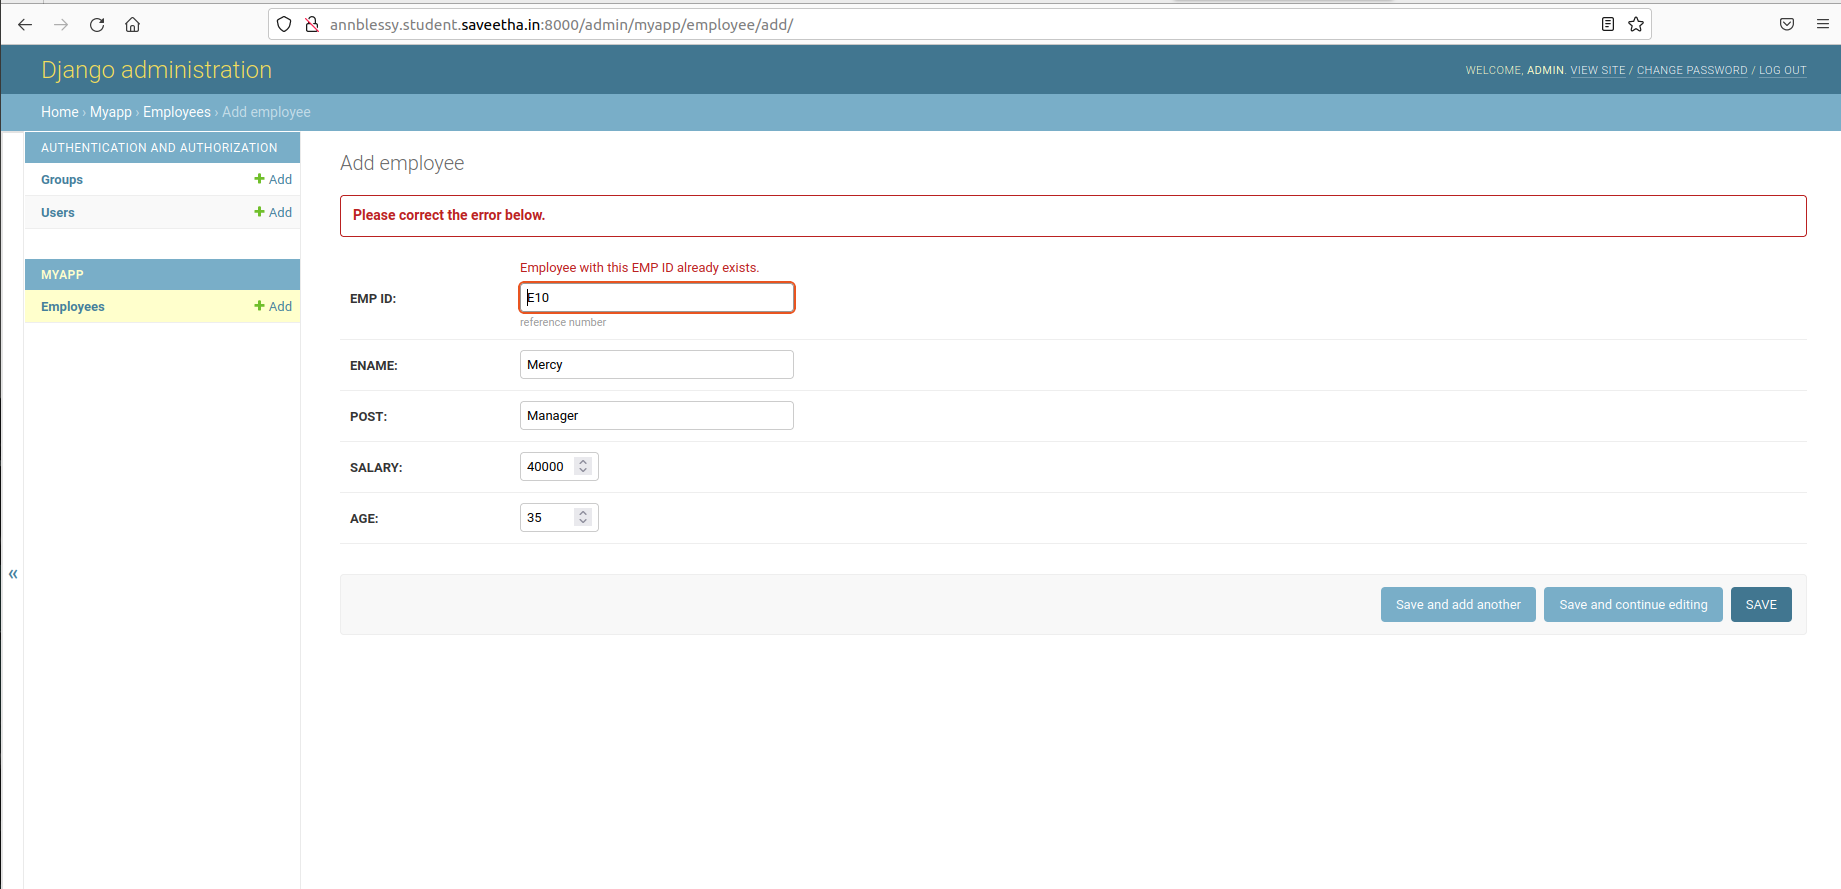 annblessy.student.saveetha.in:8000/admin/myapp/employee/add/
Django administration
WELCOME, ADMIN. VIEW SITE / CHANGE PASSWORD / LOG OUT
Home › Myapp › Employees › Add employee
AUTHENTICATION AND AUTHORIZATION
Groups + Add
Users + Add
MYAPP
Employees + Add
«
Add employee
Please correct the error below.
Employee with this EMP ID already exists.
EMP ID: E10
reference number
ENAME: Mercy
POST: Manager
SALARY: 40000
AGE: 35
Save and add another Save and continue editing SAVE